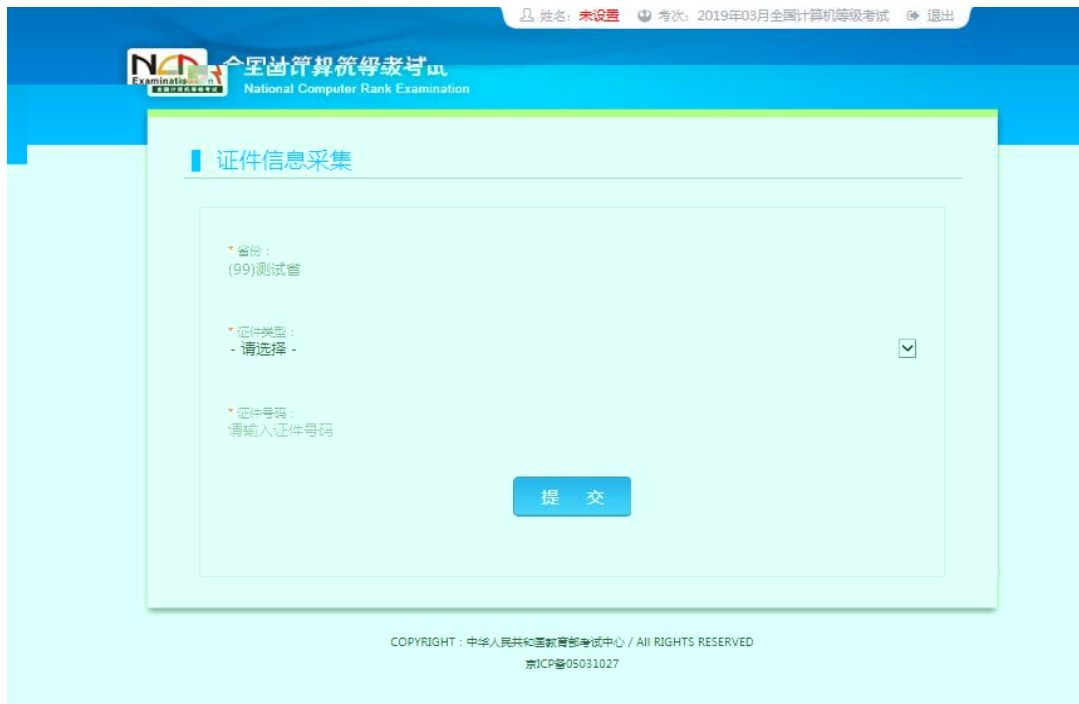 姓名：未设置 考次：2019年03月全国计算机等级考试 退出
全国计算机等级考试
National Computer Rank Examination
证件信息采集
* 省份：
(99)测试省
* 证件类型：
- 请选择 -
* 证件号码：
请输入证件号码
提 交
COPYRIGHT：中华人民共和国教育部考试中心 / All RIGHTS RESERVED
京ICP备05031027